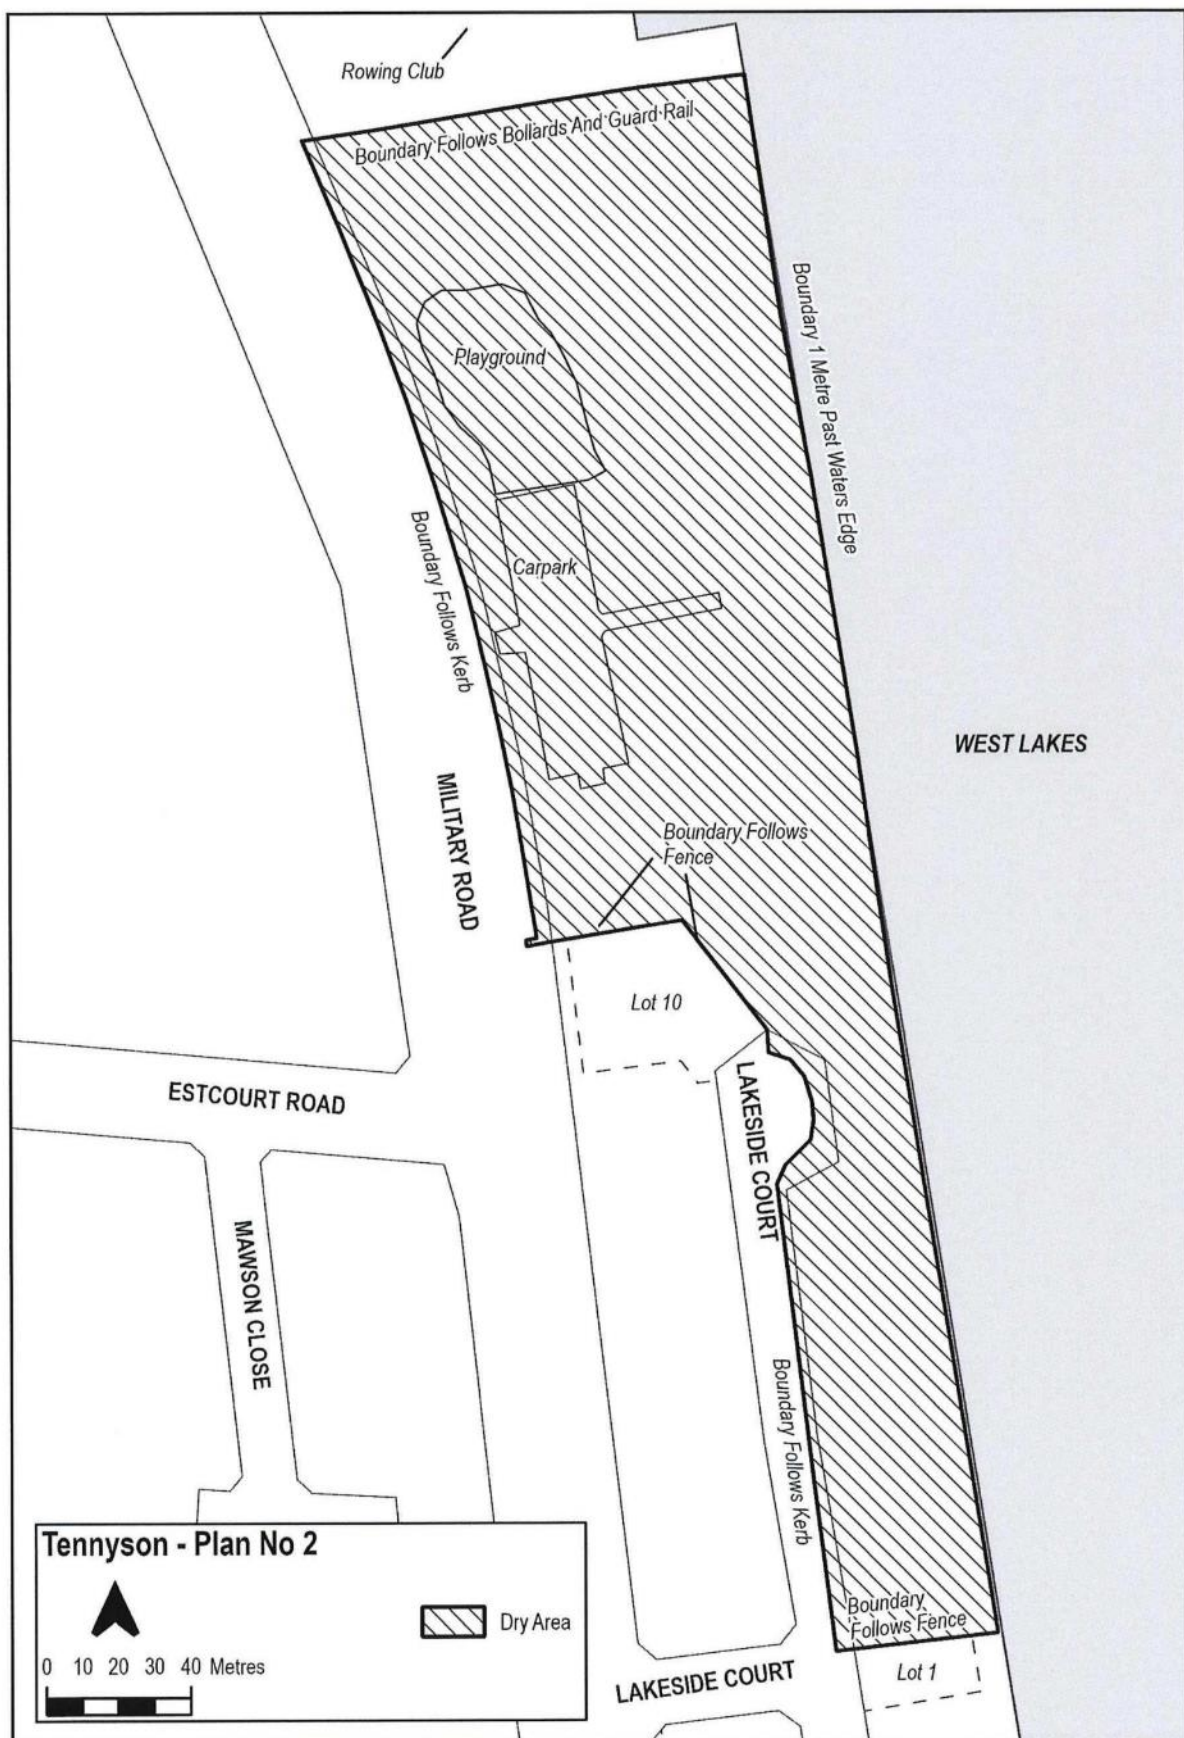 Rowing Club
Boundary Follows Bollards And Guard Rail
Boundary 1 Metre Past Waters Edge
Playground
Boundary Follows Kerb
Carpark
WEST LAKES
MILITARY ROAD
Boundary Follows
Fence
Lot 10
LAKESIDE COURT
ESTCOURT ROAD
MAWSON CLOSE
Boundary Follows Kerb
Boundary
Follows Fence
Lot 1
LAKESIDE COURT
Tennyson - Plan No 2
Dry Area
0 10 20 30 40 Metres